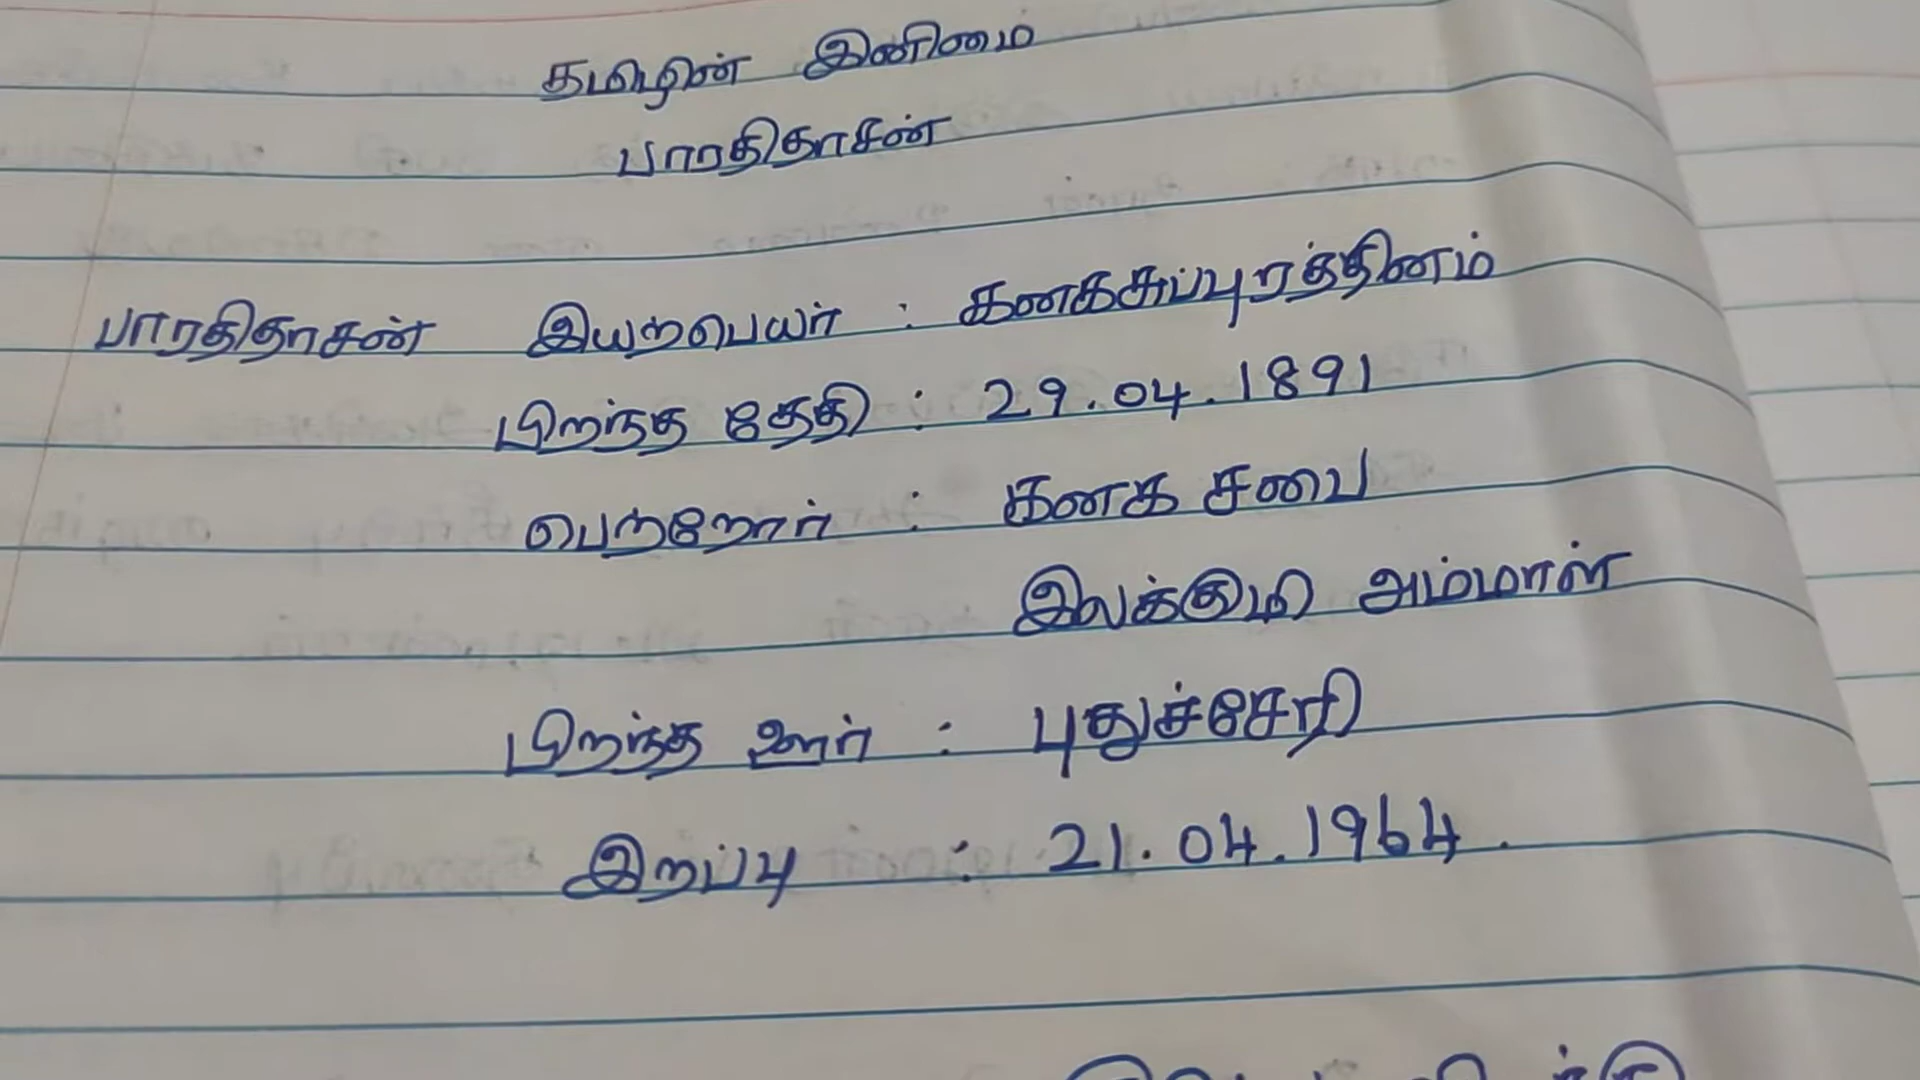 தமிழின் இனிமை
பாரதிதாசன்
பாரதிதாசன் இயற்பெயர் : கனகசுப்புரத்தினம்
பிறந்த தேதி : 29.04.1891
பெற்றோர் : கனக சபை
இலக்குமி அம்மாள்
பிறந்த ஊர் : புதுச்சேரி
இறப்பு : 21.04.1964.